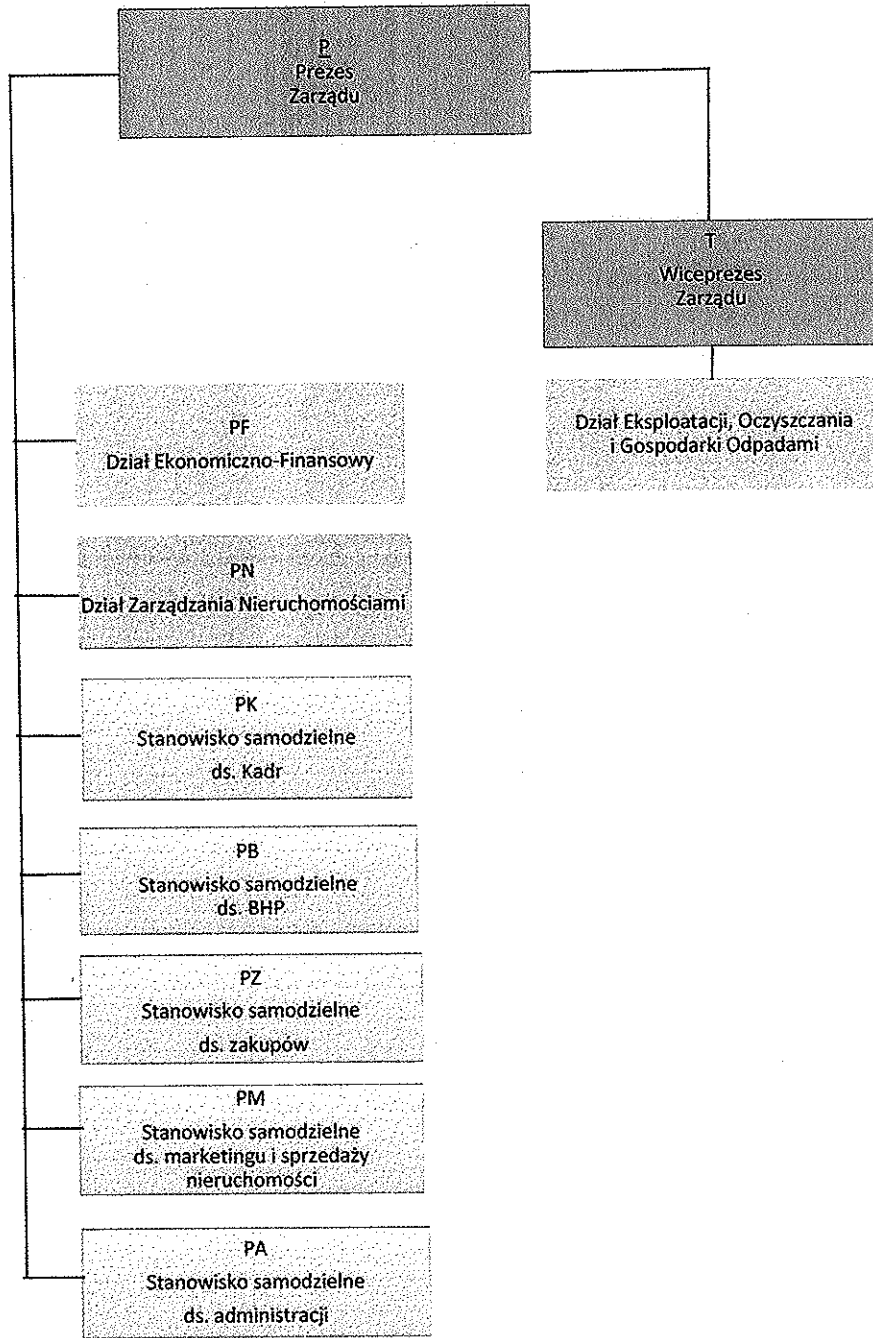 P
Prezes
Zarządu
T
Wiceprezes
Zarządu
PF
Dział Ekonomiczno-Finansowy
Dział Eksploatacji, Oczyszczania
i Gospodarki Odpadami
PN
Dział Zarządzania Nieruchomościami
PK
Stanowisko samodzielne
ds. Kadr
PB
Stanowisko samodzielne
ds. BHP
PZ
Stanowisko samodzielne
ds. zakupów
PM
Stanowisko samodzielne
ds. marketingu i sprzedaży
nieruchomości
PA
Stanowisko samodzielne
ds. administracji